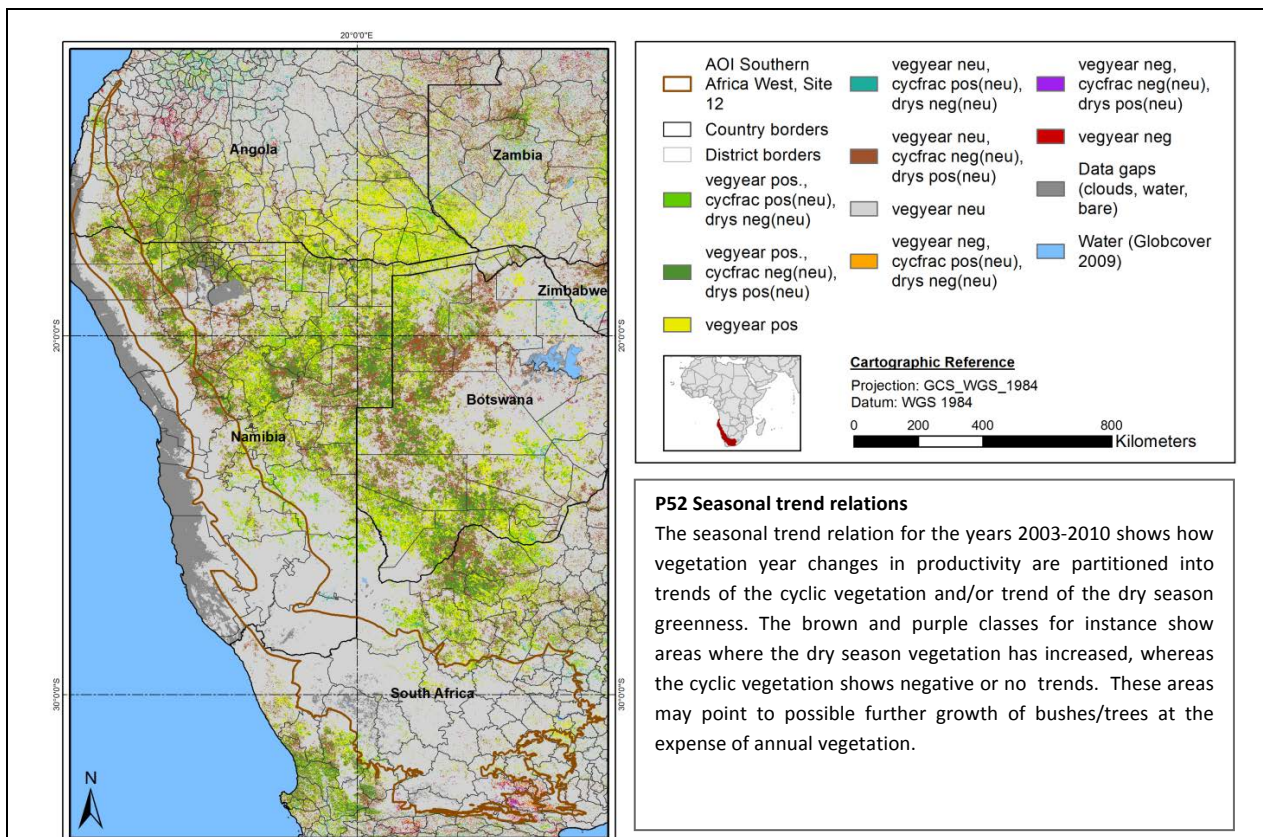 20°0'0"E
20°0'0"S
30°0'0"S
20°0'0"S
30°0'0"S
Angola
Zambia
Zimbabwe
Botswana
Namibia
South Africa
N
AOI Southern
Africa West, Site
12
Country borders
District borders
vegyear pos.,
cycfrac pos(neu),
drys neg(neu)
vegyear pos.,
cycfrac neg(neu),
drys pos(neu)
vegyear pos
vegyear neu,
cycfrac pos(neu),
drys neg(neu)
vegyear neu,
cycfrac neg(neu),
drys pos(neu)
vegyear neu
vegyear neg,
cycfrac pos(neu),
drys neg(neu)
vegyear neg,
cycfrac neg(neu),
drys pos(neu)
vegyear neg
Data gaps
(clouds, water,
bare)
Water (Globcover
2009)
Cartographic Reference
Projection: GCS_WGS_1984
Datum: WGS 1984
0 200 400 800
Kilometers
P52 Seasonal trend relations
The seasonal trend relation for the years 2003-2010 shows how
vegetation year changes in productivity are partitioned into
trends of the cyclic vegetation and/or trend of the dry season
greenness. The brown and purple classes for instance show
areas where the dry season vegetation has increased, whereas
the cyclic vegetation shows negative or no trends. These areas
may point to possible further growth of bushes/trees at the
expense of annual vegetation.